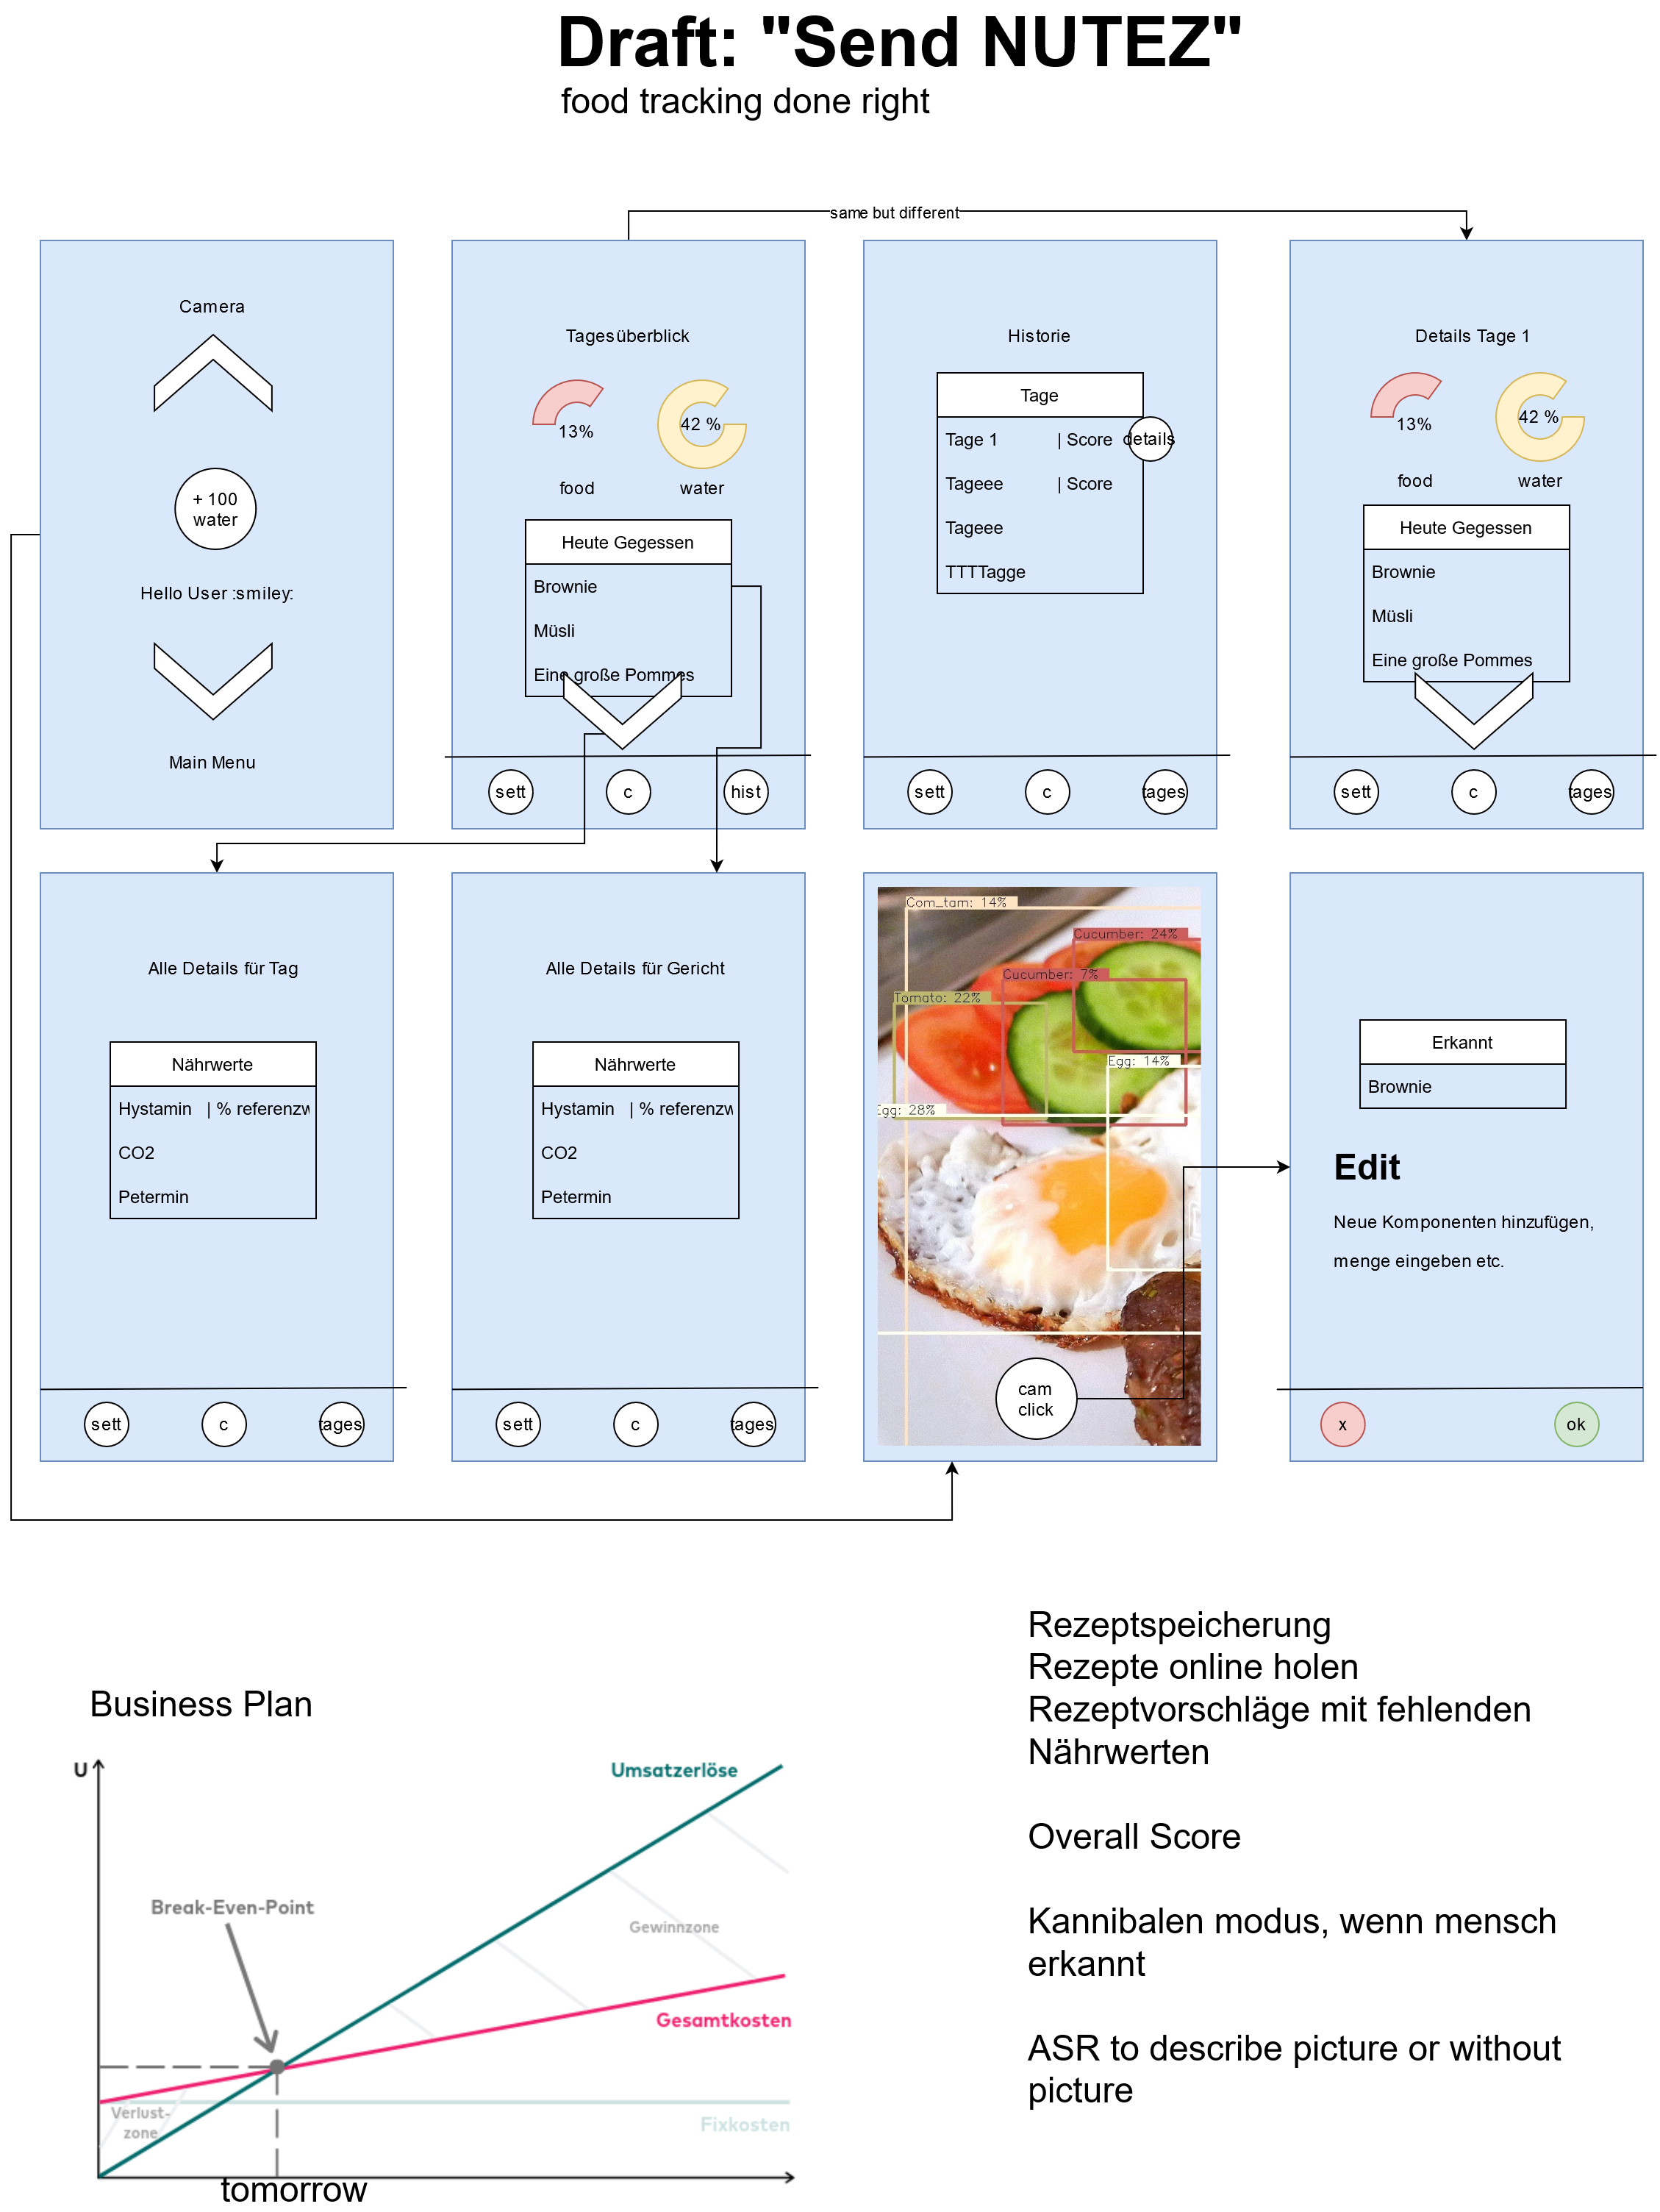 Draft: "Send NUTEZ"
food tracking done right
same but different
Camera
+ 100
water
Hello User :smiley:
Main Menu
Tagesüberblick
13%
42 %
food
water
Heute Gegessen
Brownie
Müsli
Eine große Pommes
sett
c
hist
Historie
Tage
Tage 1 | Score
details
Tageee | Score
Tageee
TTTTagge
sett
c
tages
Details Tage 1
13%
42 %
food
water
Heute Gegessen
Brownie
Müsli
Eine große Pommes
sett
c
tages
Alle Details für Tag
Nährwerte
Hystamin | % referenzw
CO2
Petermin
sett
c
tages
Alle Details für Gericht
Nährwerte
Hystamin | % referenzw
CO2
Petermin
sett
c
tages
Com_tam: 14%
Cucumber: 24%
Cucumber: 7%
Tomato: 22%
Egg: 14%
Egg: 28%
cam
click
Erkannt
Brownie
Edit
Neue Komponenten hinzufügen,
menge eingeben etc.
x
ok
Business Plan
U
Umsatzerlöse
Break-Even-Point
Gewinnzone
Gesamtkosten
Verlust-
zone
Fixkosten
tomorrow
Rezeptspeicherung
Rezepte online holen
Rezeptvorschläge mit fehlenden
Nährwerten
Overall Score
Kannibalen modus, wenn mensch
erkannt
ASR to describe picture or without
picture